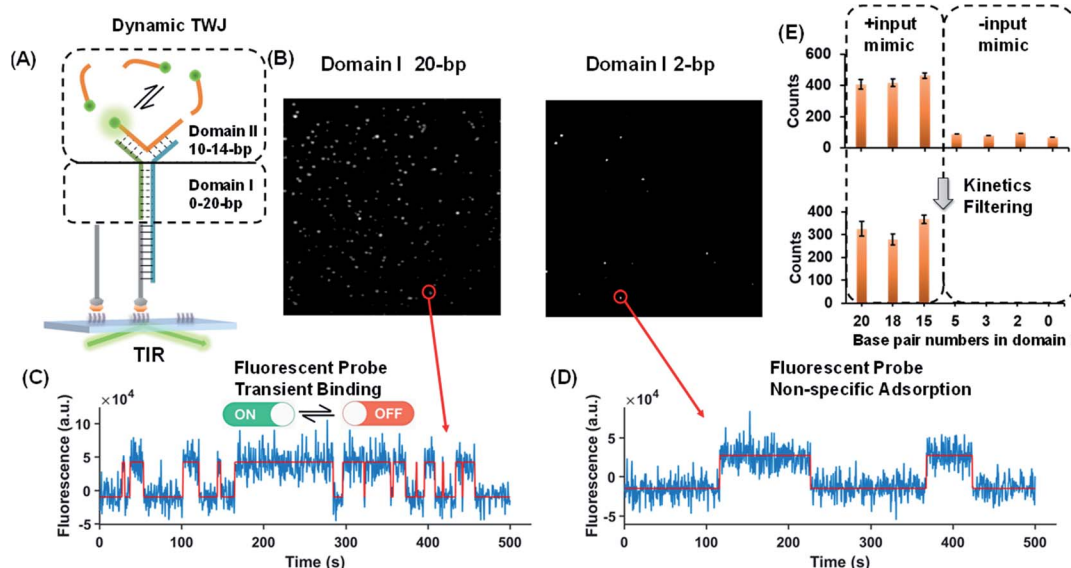 Dynamic TWJ
(A)
Domain II
10-14-bp
Domain I
0-20-bp
TIR
(B)
Domain I 20-bp
Domain I 2-bp
(E)
+input
mimic
-input
mimic
Counts
600
400
200
0
Kinetics
Filtering
Counts
400
300
200
100
0
20 18 15 5 3 2 0
Base pair numbers in domain
(C)
Fluorescent Probe
Transient Binding
ON
OFF
×10⁴
Fluorescence (a.u.)
10
5
0
-5
0 100 200 300 400 500
Time (s)
(D)
Fluorescent Probe
Non-specific Adsorption
×10⁴
Fluorescence (a.u.)
5
0
-5
0 100 200 300 400 500
Time (s)